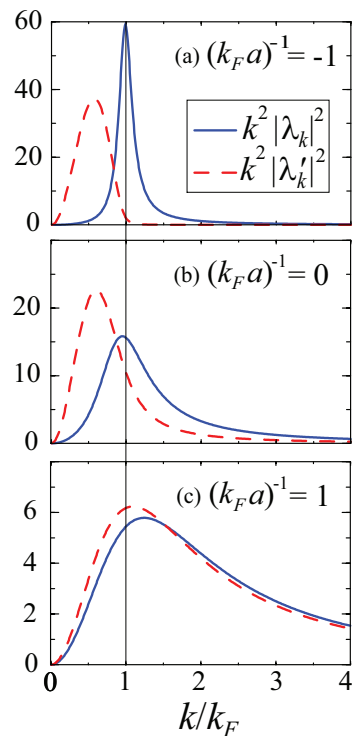 60
(a) (k_F a)^{-1} = -1
40
k^2 |λ_k|^2
k^2 |λ'_k|^2
20
0
30
(b) (k_F a)^{-1} = 0
20
10
0
(c) (k_F a)^{-1} = 1
6
4
2
0
0 1 2 3 4
k/k_F